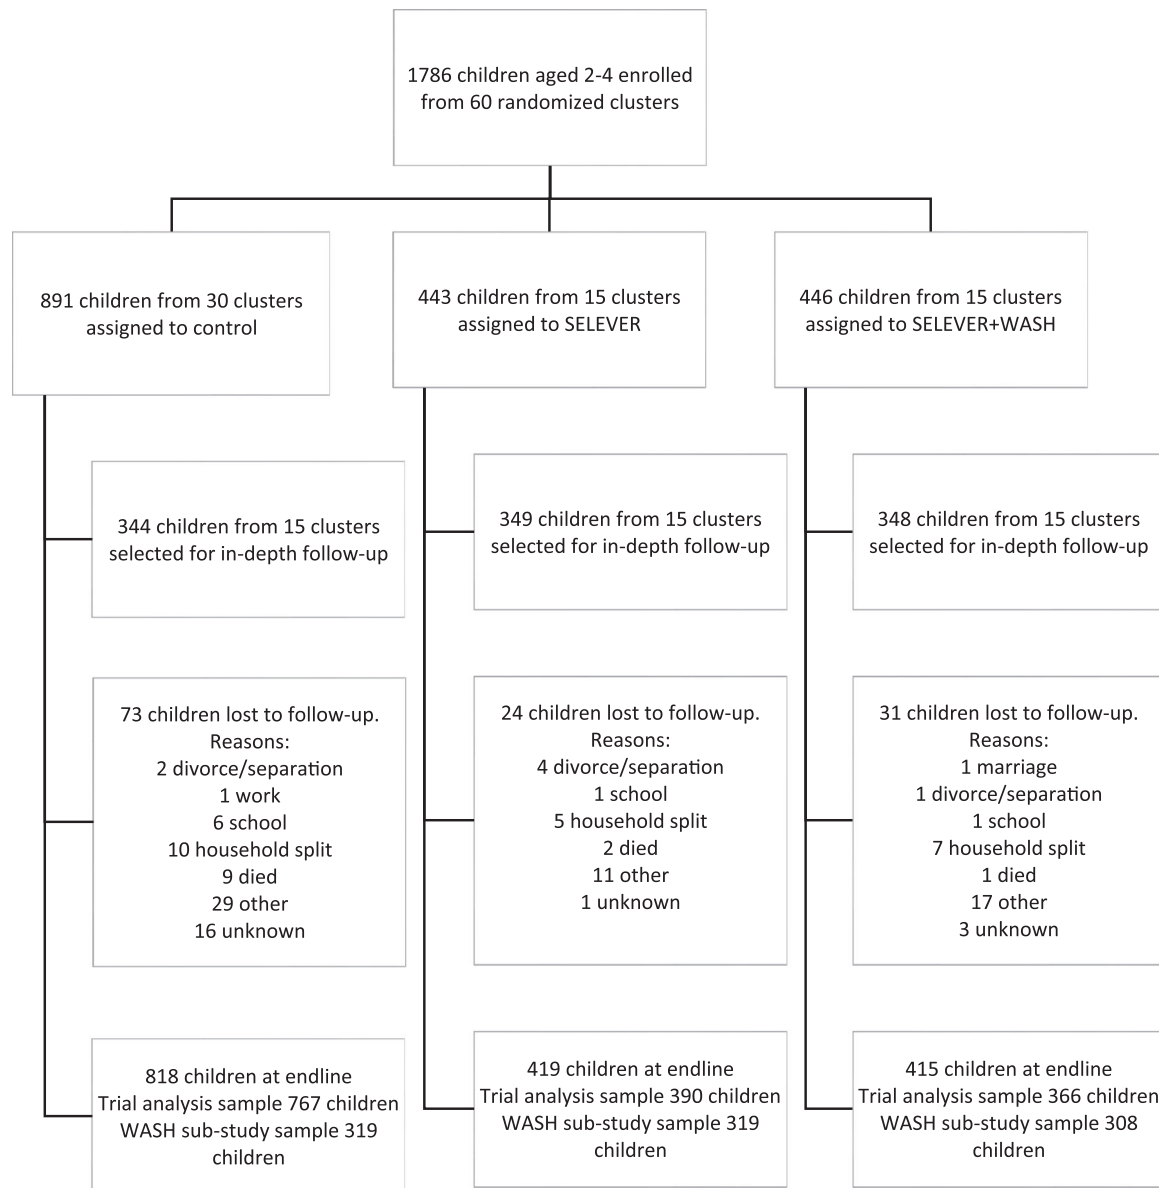 1786 children aged 2-4 enrolled
from 60 randomized clusters
891 children from 30 clusters
assigned to control
443 children from 15 clusters
assigned to SELEVER
446 children from 15 clusters
assigned to SELEVER+WASH
344 children from 15 clusters
selected for in-depth follow-up
349 children from 15 clusters
selected for in-depth follow-up
348 children from 15 clusters
selected for in-depth follow-up
73 children lost to follow-up.
Reasons:
2 divorce/separation
1 work
6 school
10 household split
9 died
29 other
16 unknown
24 children lost to follow-up.
Reasons:
4 divorce/separation
1 school
5 household split
2 died
11 other
1 unknown
31 children lost to follow-up.
Reasons:
1 marriage
1 divorce/separation
1 school
7 household split
1 died
17 other
3 unknown
818 children at endline
Trial analysis sample 767 children
WASH sub-study sample 319
children
419 children at endline
Trial analysis sample 390 children
WASH sub-study sample 319
children
415 children at endline
Trial analysis sample 366 children
WASH sub-study sample 308
children